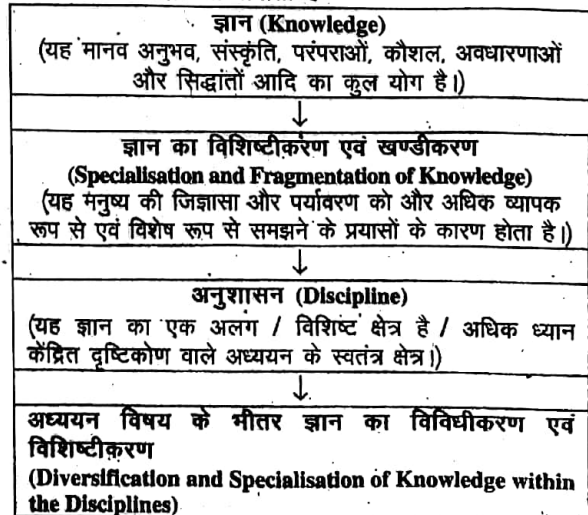 ज्ञान (Knowledge)
(यह मानव अनुभव, संस्कृति, परंपराओं, कौशल, अवधारणाओं
और सिद्धांतों आदि का कुल योग है।)
↓
ज्ञान का विशिष्टीकरण एवं खण्डीकरण
(Specialisation and Fragmentation of Knowledge)
(यह मनुष्य की जिज्ञासा और पर्यावरण को और अधिक व्यापक
रूप से एवं विशेष रूप से समझने के प्रयासों के कारण होता है।)
↓
अनुशासन (Discipline)
(यह ज्ञान का एक अलग / विशिष्ट क्षेत्र है / अधिक ध्यान
केंद्रित दृष्टिकोण वाले अध्ययन के स्वतंत्र क्षेत्र।)
↓
अध्ययन विषय के भीतर ज्ञान का विविधीकरण एवं
विशिष्टीकरण
(Diversification and Specialisation of Knowledge within
the Disciplines)